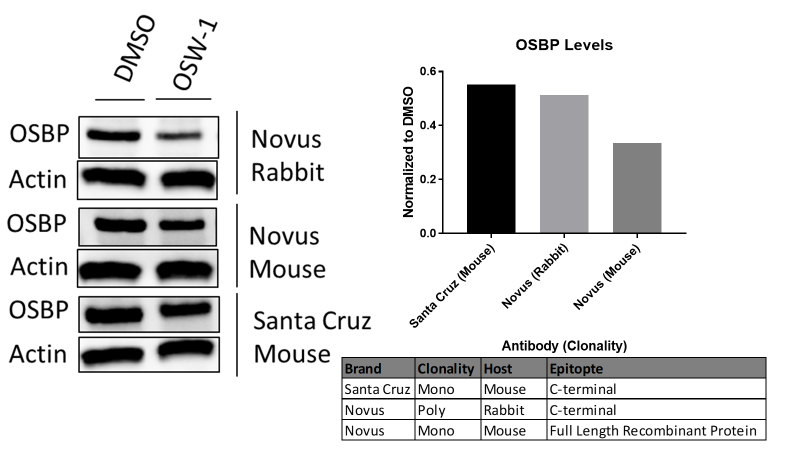 DMSO
OSW-1
OSBP
Actin
Novus
Rabbit
OSBP
Actin
Novus
Mouse
OSBP
Actin
Santa Cruz
Mouse
OSBP Levels
Normalized to DMSO
0.6
0.4
0.2
0.0
Santa Cruz (Mouse)
Novus (Rabbit)
Novus (Mouse)
Antibody (Clonality)
Brand Clonality Host Epitopte
Santa Cruz Mono Mouse C-terminal
Novus Poly Rabbit C-terminal
Novus Mono Mouse Full Length Recombinant Protein